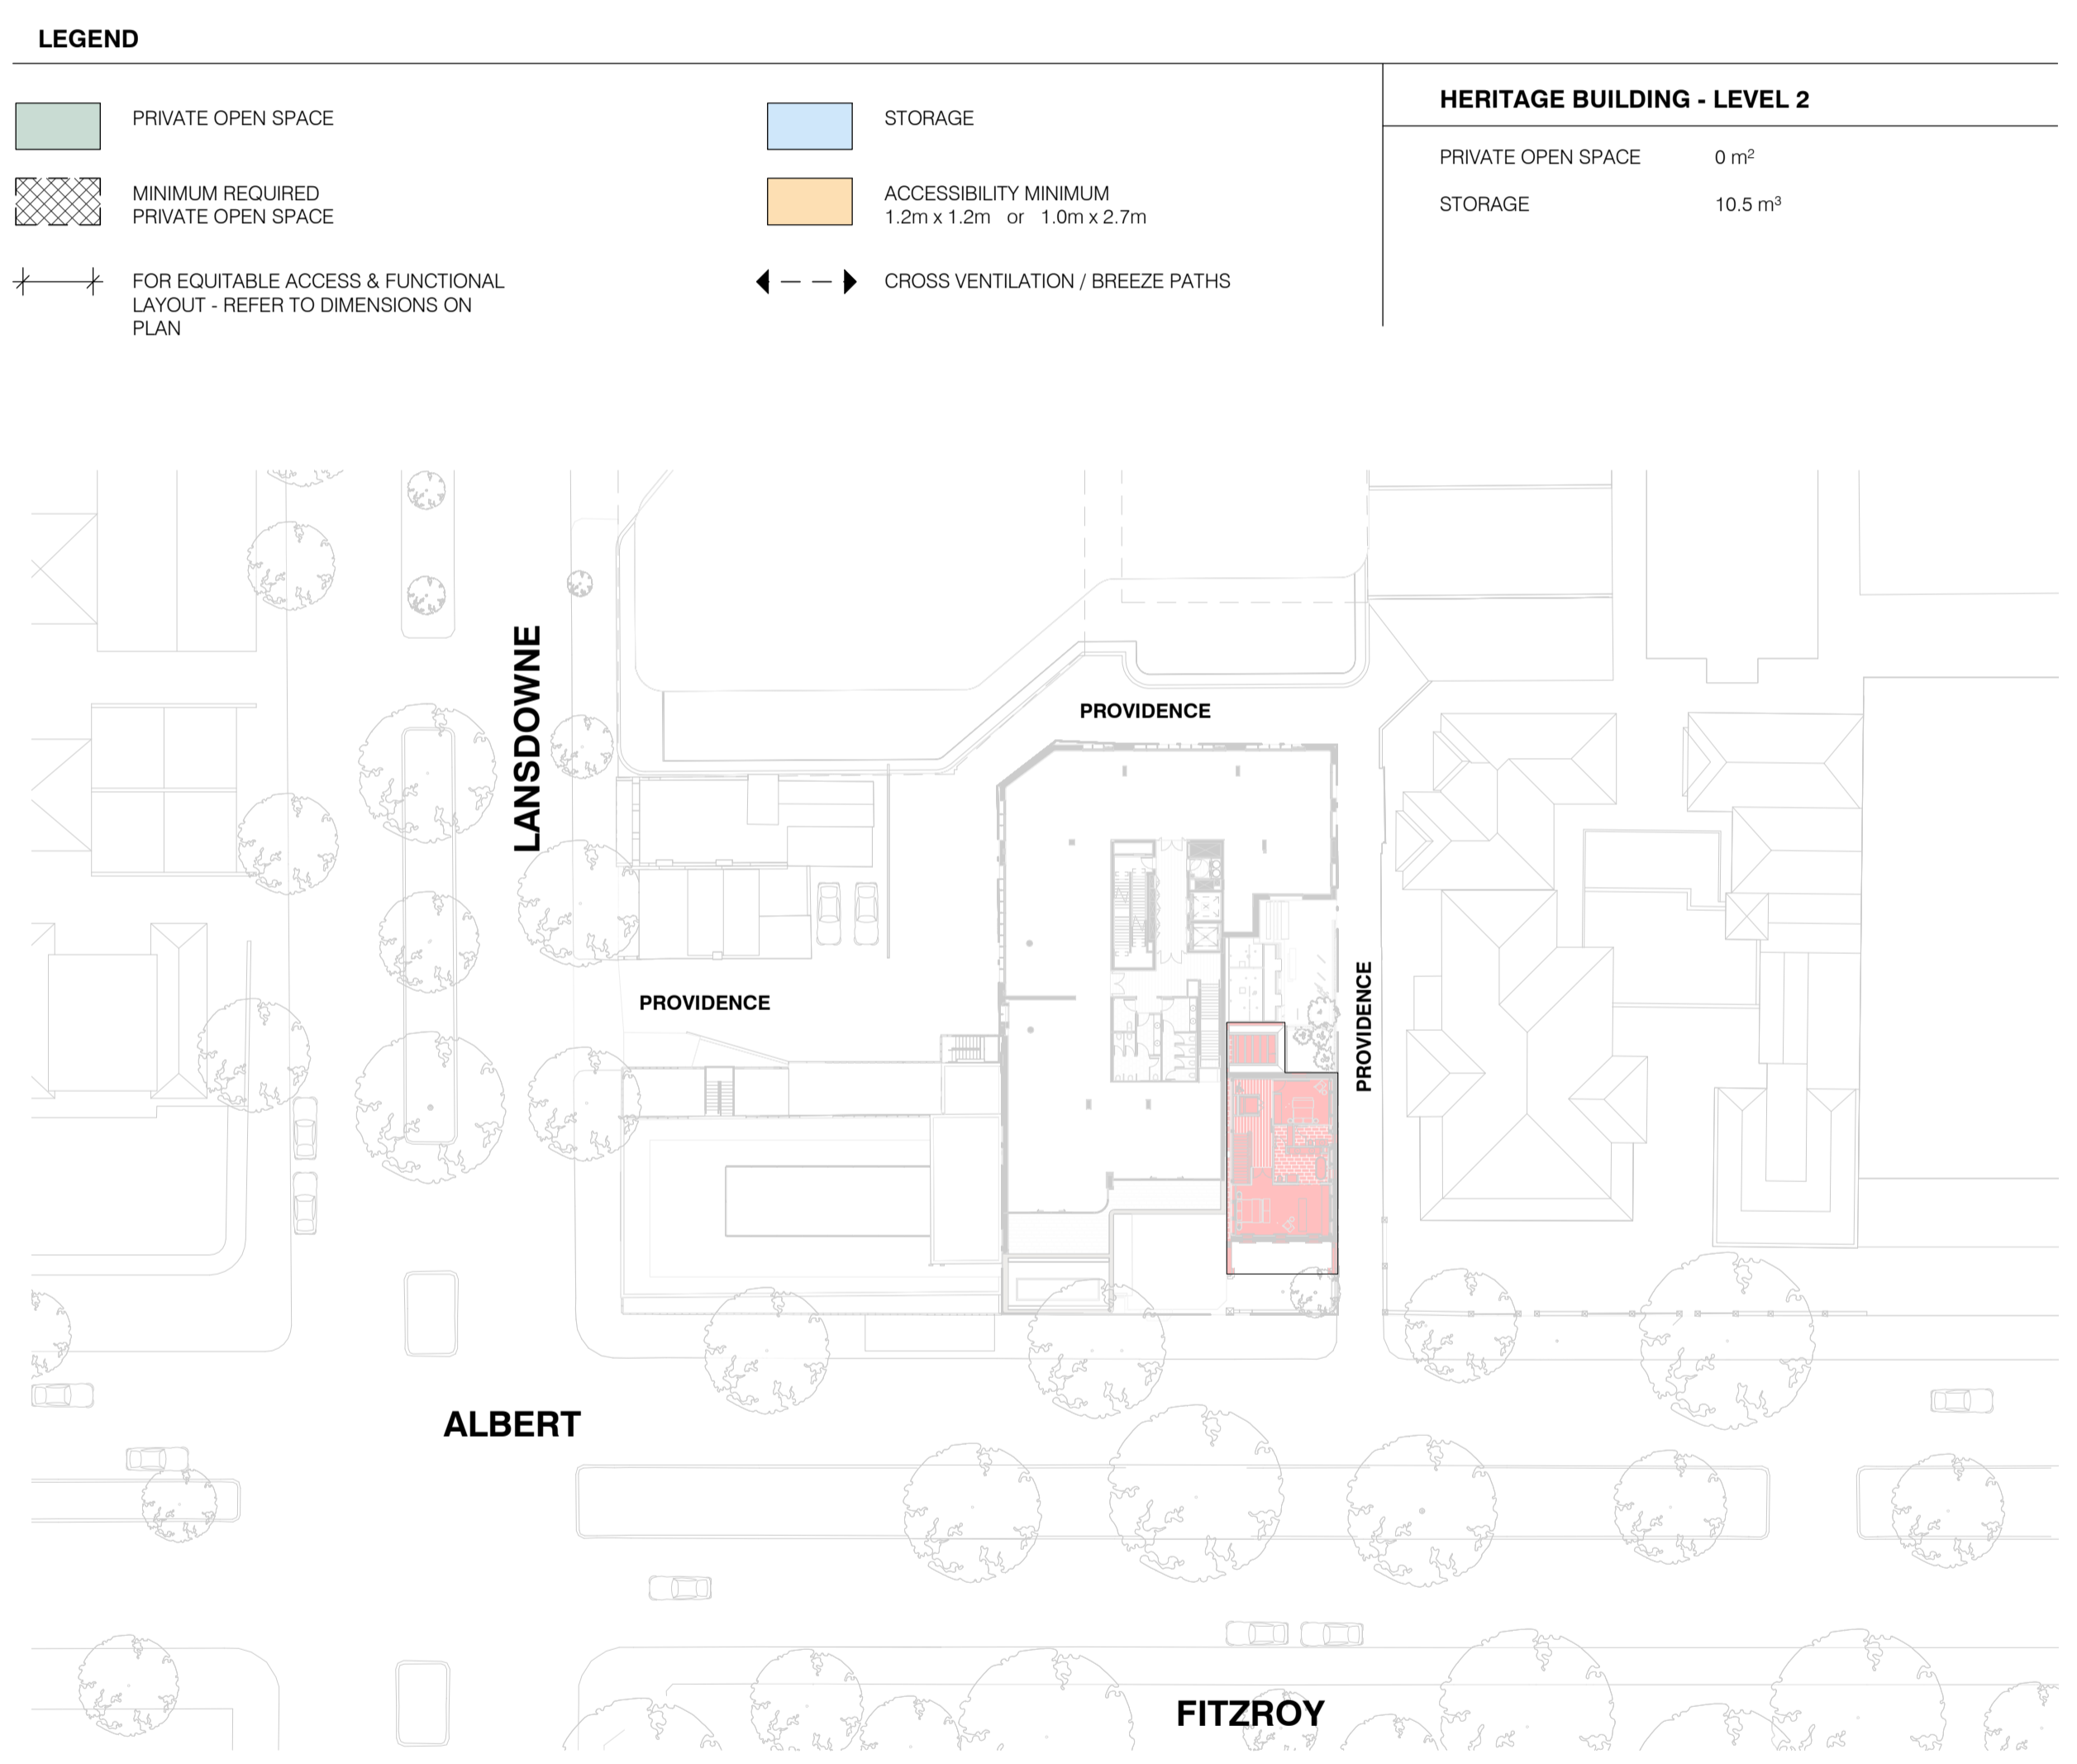 LEGEND
PRIVATE OPEN SPACE
MINIMUM REQUIRED
PRIVATE OPEN SPACE
FOR EQUITABLE ACCESS & FUNCTIONAL
LAYOUT - REFER TO DIMENSIONS ON
PLAN
STORAGE
ACCESSIBILITY MINIMUM
1.2m x 1.2m or 1.0m x 2.7m
CROSS VENTILATION / BREEZE PATHS
HERITAGE BUILDING - LEVEL 2
PRIVATE OPEN SPACE 0 m²
STORAGE 10.5 m³
LANSDOWNE
PROVIDENCE
PROVIDENCE
PROVIDENCE
ALBERT
FITZROY